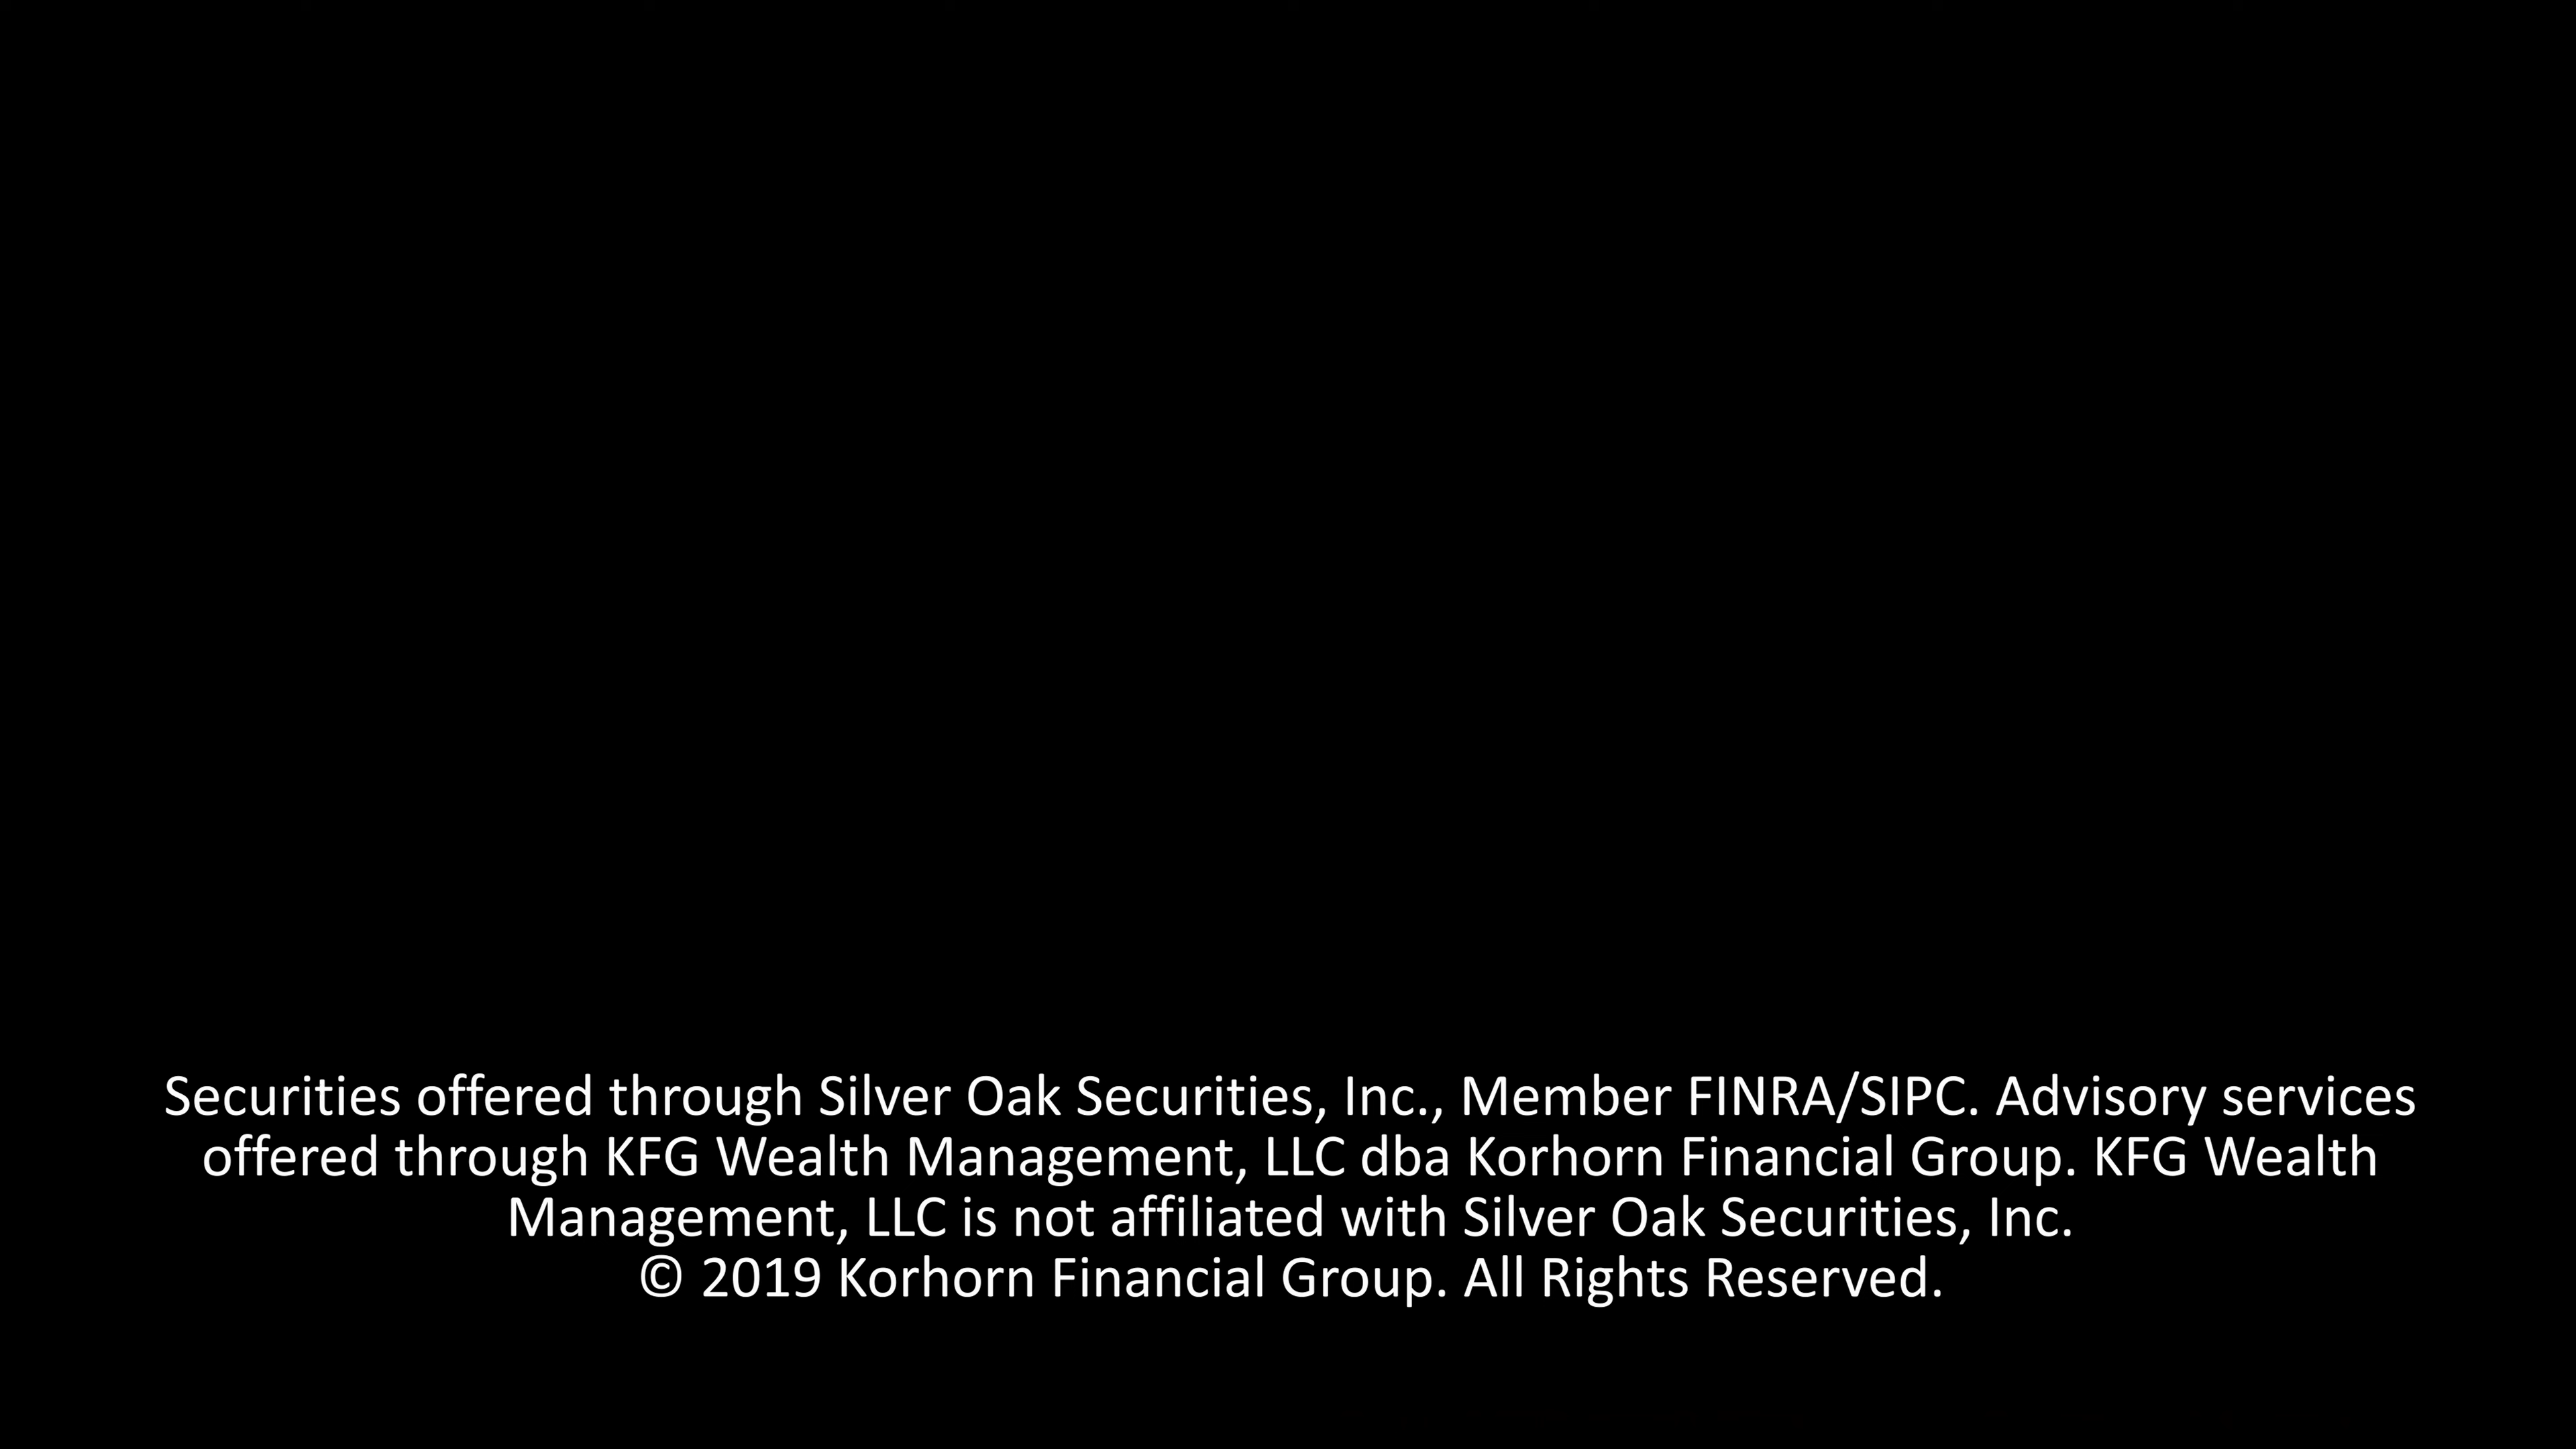 Securities offered through Silver Oak Securities, Inc., Member FINRA/SIPC. Advisory services
offered through KFG Wealth Management, LLC dba Korhorn Financial Group. KFG Wealth
Management, LLC is not affiliated with Silver Oak Securities, Inc.
© 2019 Korhorn Financial Group. All Rights Reserved.